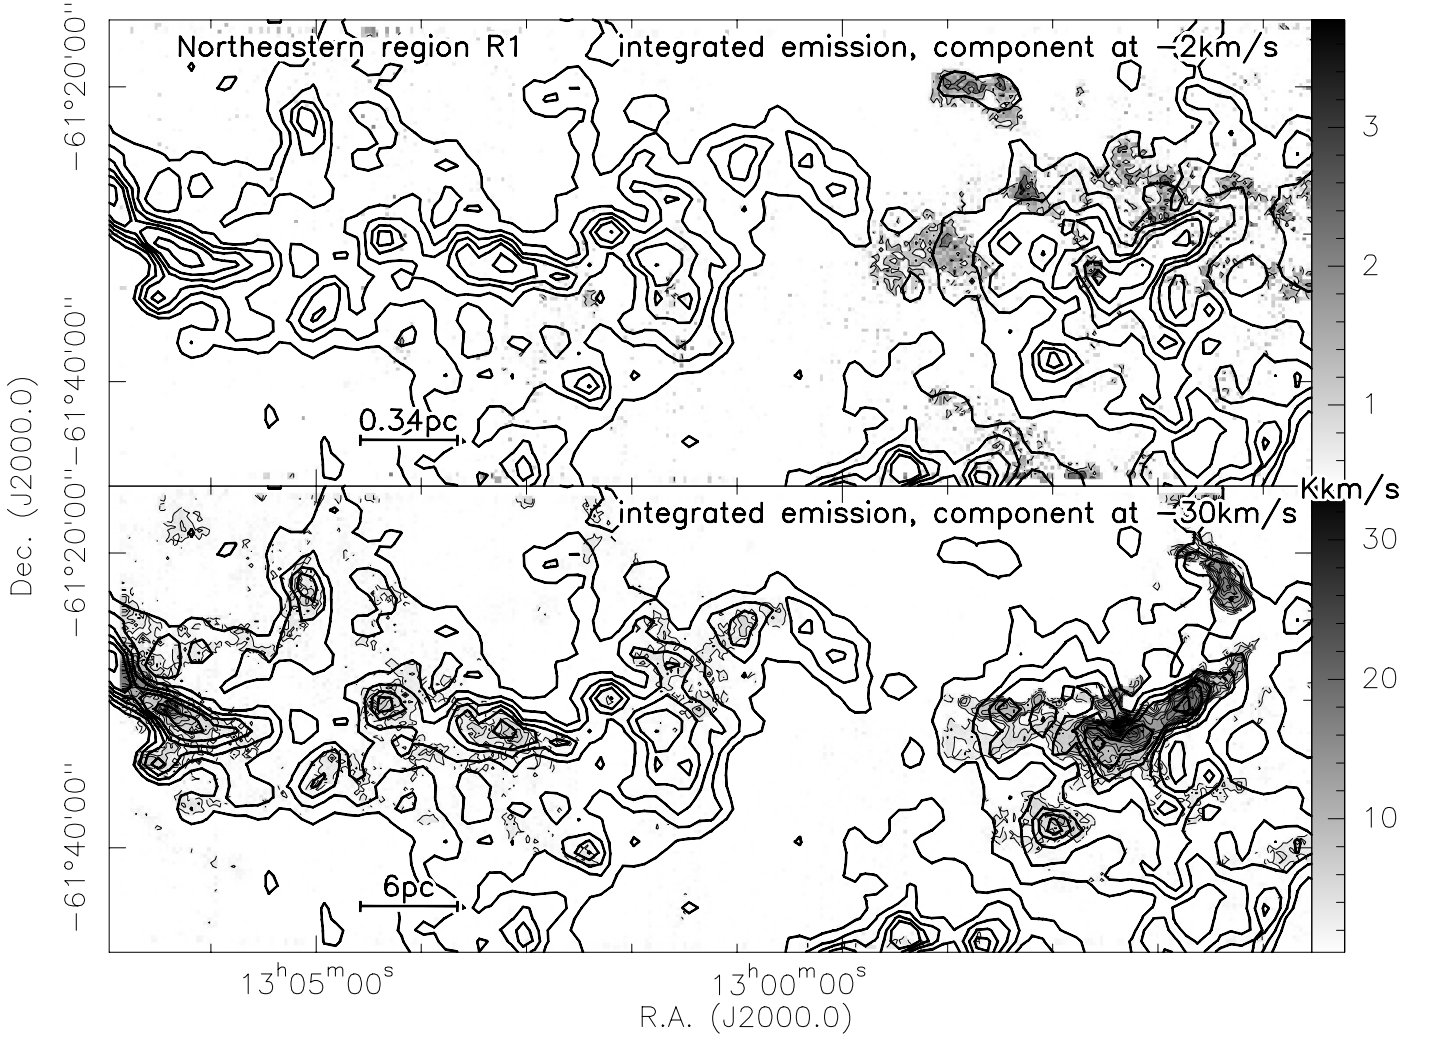 Northeastern region R1
integrated emission, component at −2km/s
−61°20'00''
3
2
−61°40'00''
1
0.34pc
Dec. (J2000.0)
Kkm/s
integrated emission, component at −30km/s
−61°20'00''
30
20
−61°40'00''
10
6pc
13h05m00s
13h00m00s
R.A. (J2000.0)